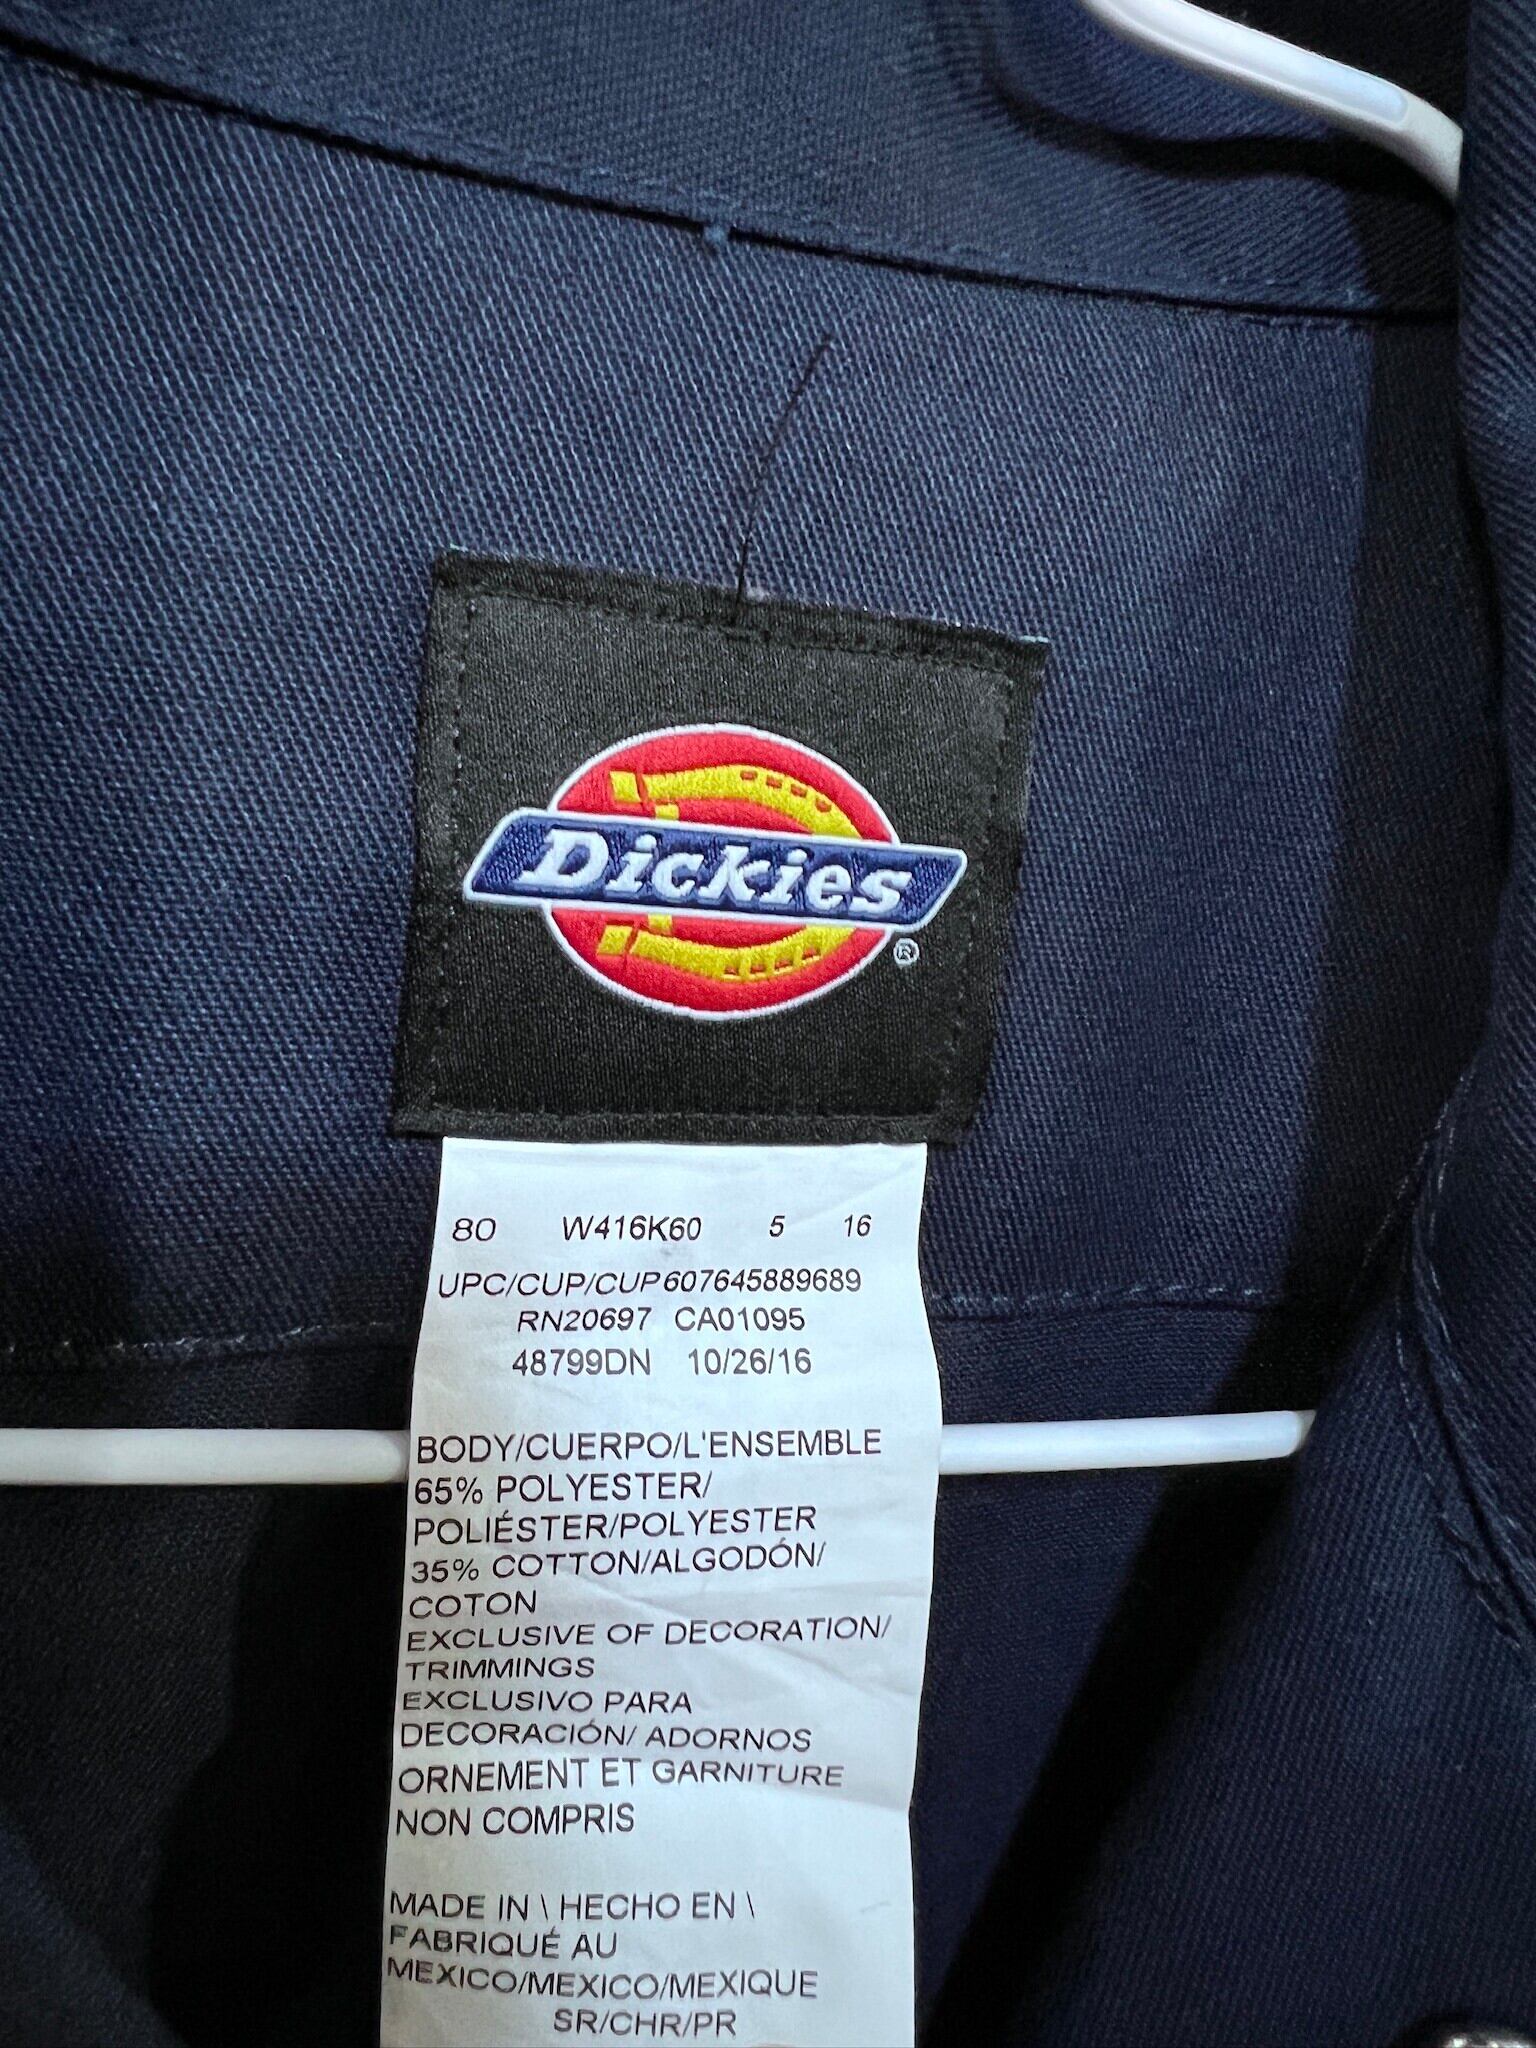 Dickies
®
80 W416K60 5 16
UPC/CUP/CUP607645889689
RN20697 CA01095
48799DN 10/26/16
BODY/CUERPO/L'ENSEMBLE
65% POLYESTER/
POLIÉSTER/POLYESTER
35% COTTON/ALGODÓN/
COTON
EXCLUSIVE OF DECORATION/
TRIMMINGS
EXCLUSIVO PARA
DECORACIÓN/ ADORNOS
ORNEMENT ET GARNITURE
NON COMPRIS
MADE IN \ HECHO EN \
FABRIQUÉ AU
MEXICO/MEXICO/MEXIQUE
SR/CHR/PR